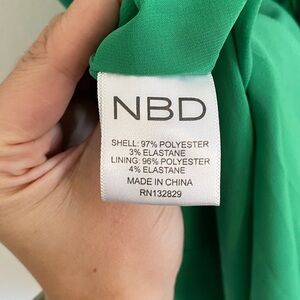 NBD
SHELL: 97% POLYESTER
3% ELASTANE
LINING: 96% POLYESTER
4% ELASTANE
MADE IN CHINA
RN132829